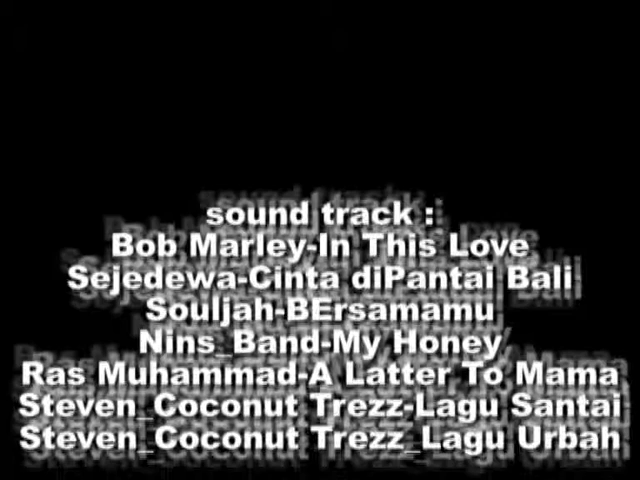 sound track :
Bob Marley-In This Love
Sejedewa-Cinta diPantai Bali
Souljah-BErsamamu
Nins_Band-My Honey
Ras Muhammad-A Latter To Mama
Steven_Coconut Trezz-Lagu Santai
Steven_Coconut Trezz_Lagu Urbah